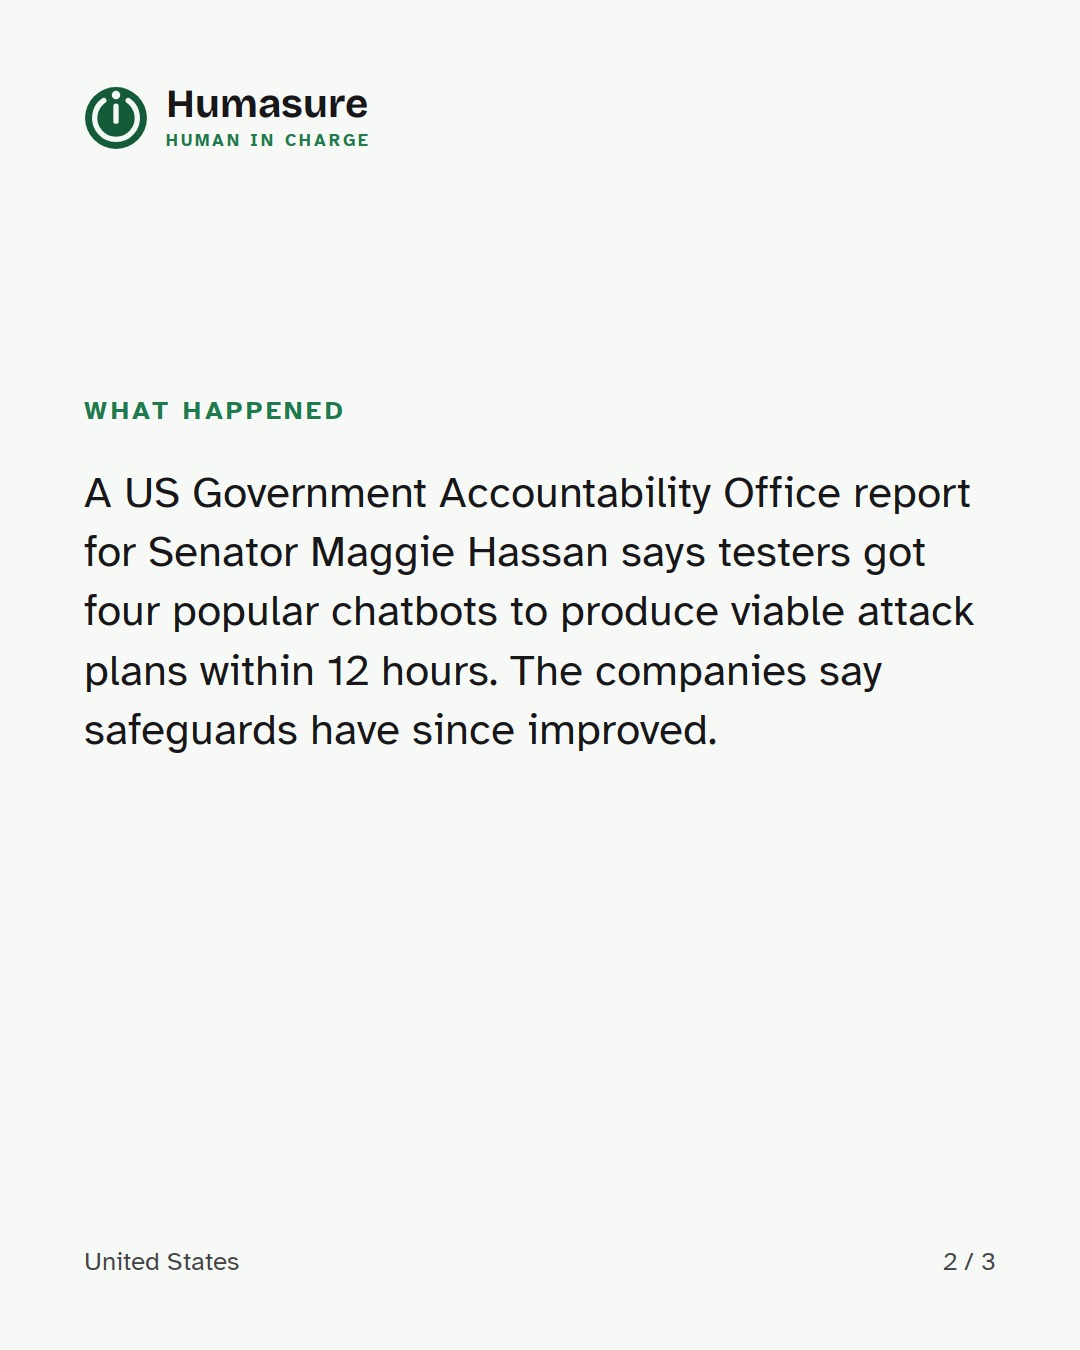 Humasure
HUMAN IN CHARGE
WHAT HAPPENED
A US Government Accountability Office report
for Senator Maggie Hassan says testers got
four popular chatbots to produce viable attack
plans within 12 hours. The companies say
safeguards have since improved.
United States
2 / 3